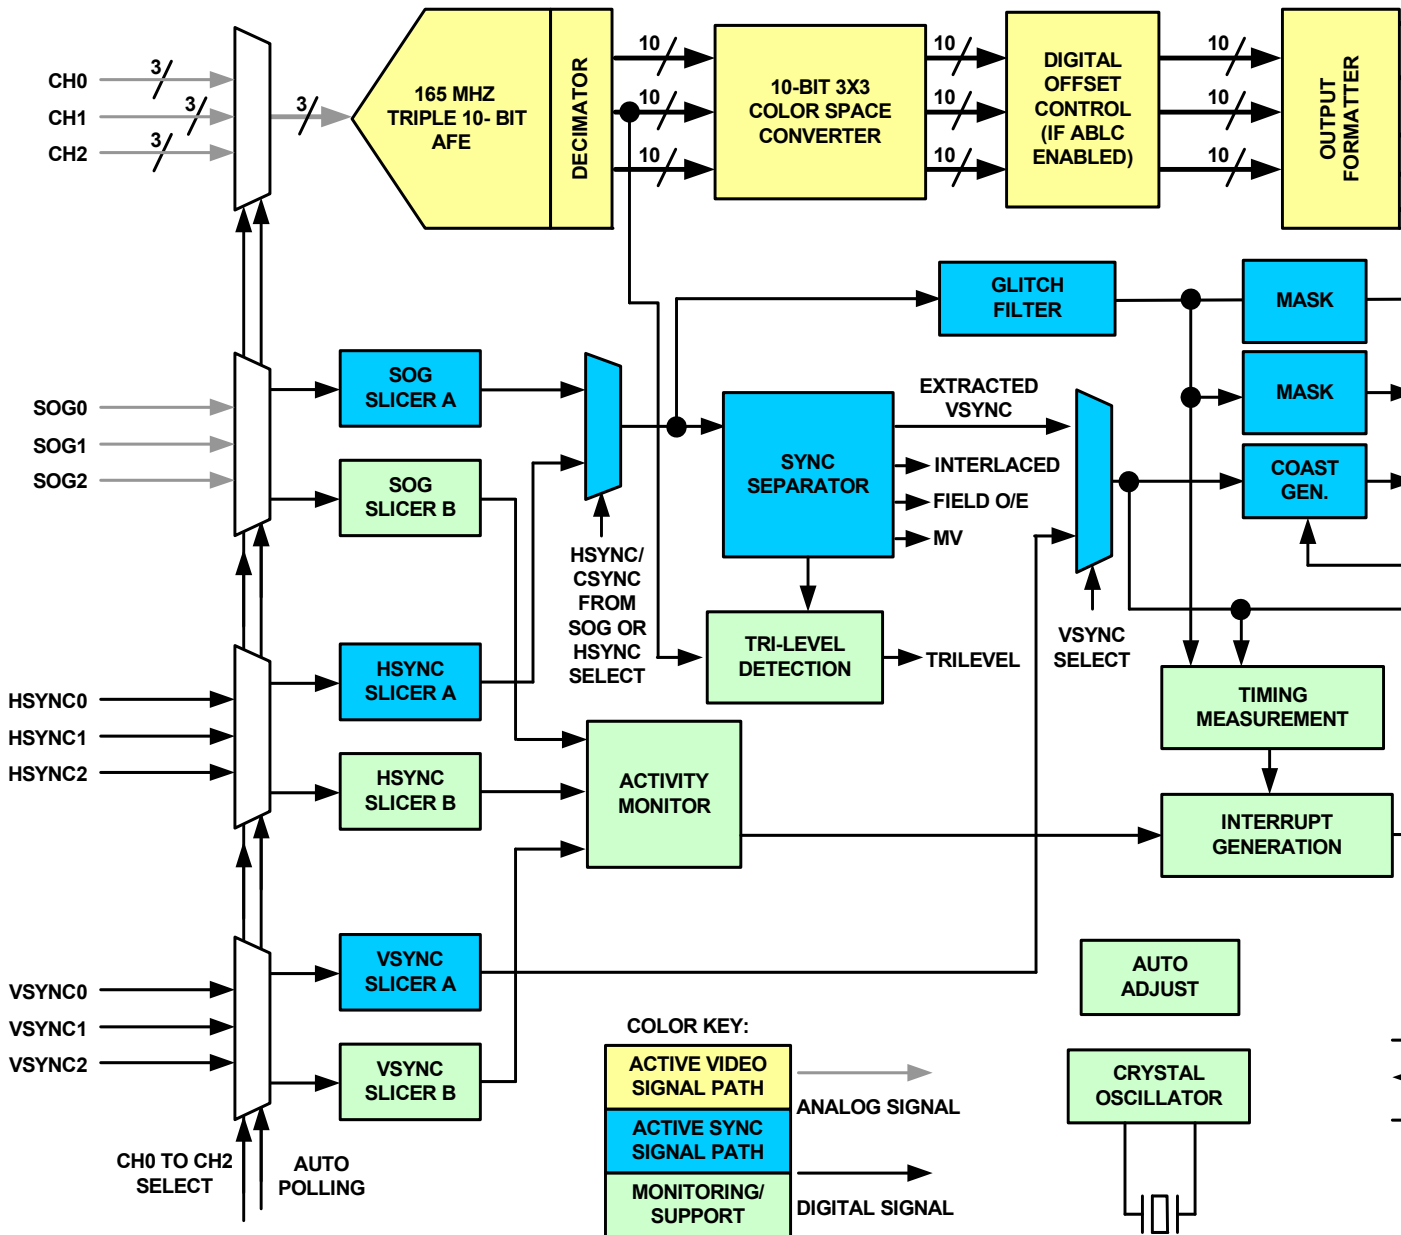 CH0
CH1
CH2
3
3
3
3
165 MHZ
TRIPLE 10- BIT
AFE
DECIMATOR
10
10
10
10-BIT 3X3
COLOR SPACE
CONVERTER
10
10
10
DIGITAL
OFFSET
CONTROL
(IF ABLC
ENABLED)
10
10
10
OUTPUT
FORMATTER
GLITCH
FILTER
MASK
MASK
COAST
GEN.
SOG0
SOG1
SOG2
SOG
SLICER A
SOG
SLICER B
HSYNC/
CSYNC
FROM
SOG OR
HSYNC
SELECT
SYNC
SEPARATOR
EXTRACTED
VSYNC
INTERLACED
FIELD O/E
MV
VSYNC
SELECT
TRI-LEVEL
DETECTION
TRILEVEL
TIMING
MEASUREMENT
HSYNC0
HSYNC1
HSYNC2
HSYNC
SLICER A
HSYNC
SLICER B
ACTIVITY
MONITOR
INTERRUPT
GENERATION
VSYNC0
VSYNC1
VSYNC2
VSYNC
SLICER A
VSYNC
SLICER B
AUTO
ADJUST
CRYSTAL
OSCILLATOR
CH0 TO CH2
SELECT
AUTO
POLLING
COLOR KEY:
ACTIVE VIDEO
SIGNAL PATH
ACTIVE SYNC
SIGNAL PATH
MONITORING/
SUPPORT
ANALOG SIGNAL
DIGITAL SIGNAL